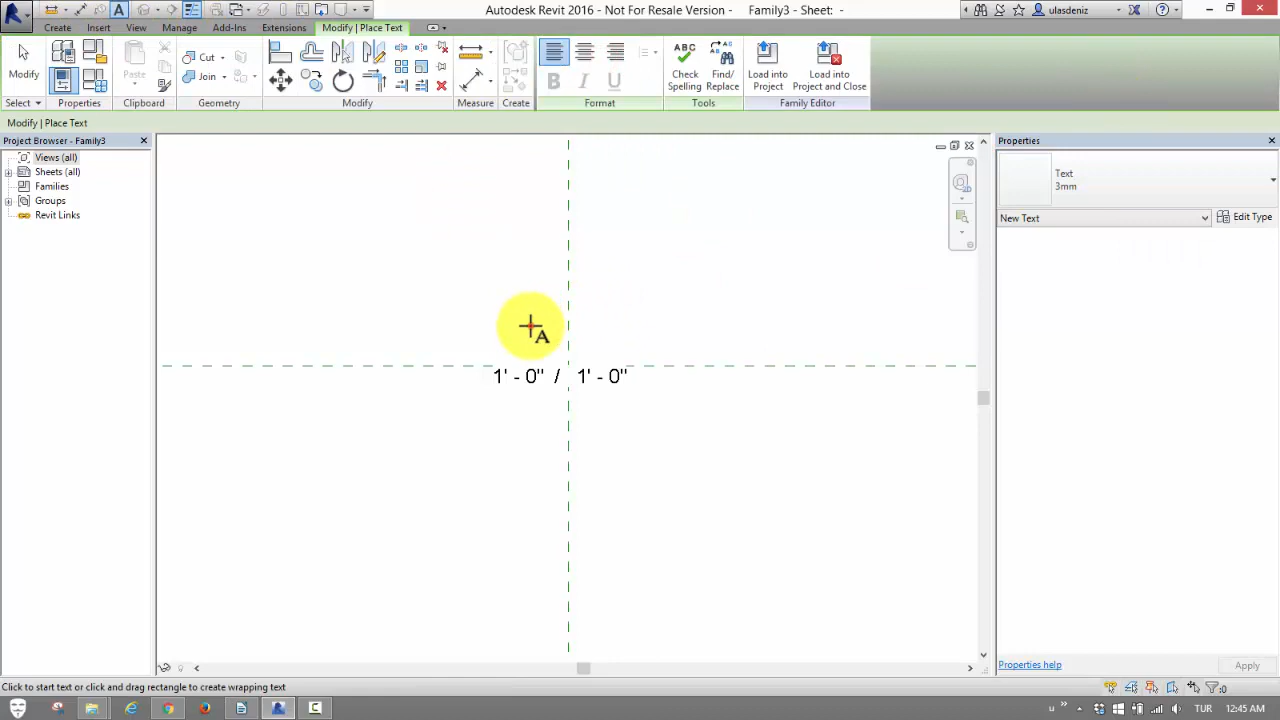 Autodesk Revit 2016 - Not For Resale Version - Family3 - Sheet: -
ulasdeniz
Create Insert View Manage Add-Ins Extensions Modify | Place Text
Modify
Paste
Cut
Join
ABC
Check Spelling
Find/ Replace
Load into Project
Load into Project and Close
Select Properties Clipboard Geometry Modify Measure Create Format Tools Family Editor
Modify | Place Text
Project Browser - Family3
Views (all)
Sheets (all)
Families
Groups
Revit Links
A
1' - 0" / 1' - 0"
Properties
Text
3mm
New Text
Edit Type
Properties help
Apply
Click to start text or click and drag rectangle to create wrapping text
:0
TUR 12:45 AM